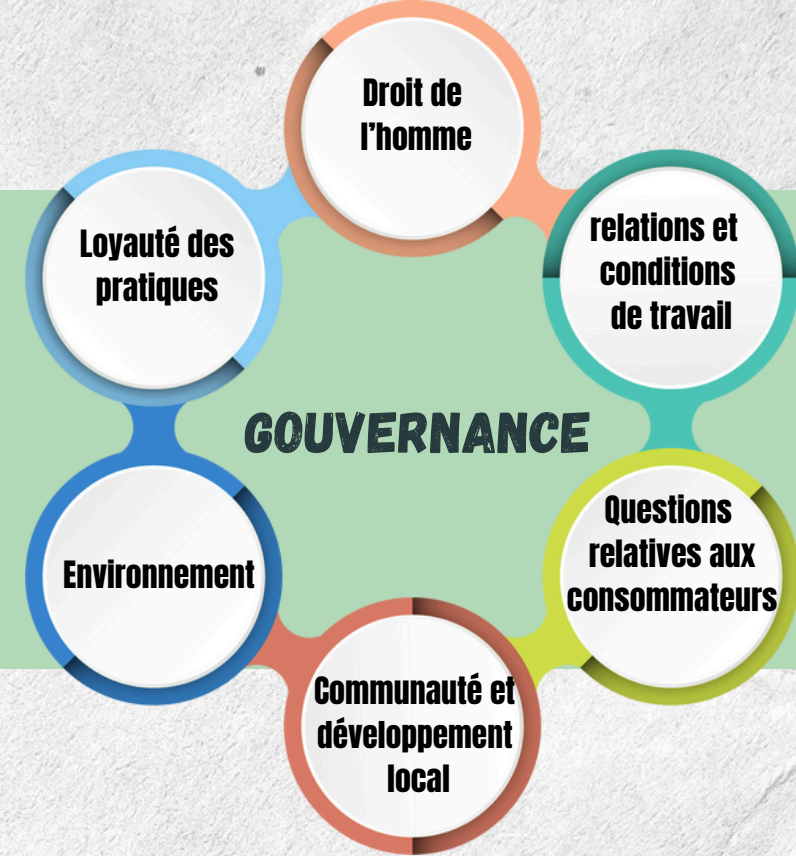 Droit de
l’homme
Loyauté des
pratiques
relations et
conditions
de travail
GOUVERNANCE
Environnement
Questions
relatives aux
consommateurs
Communauté et
développement
local